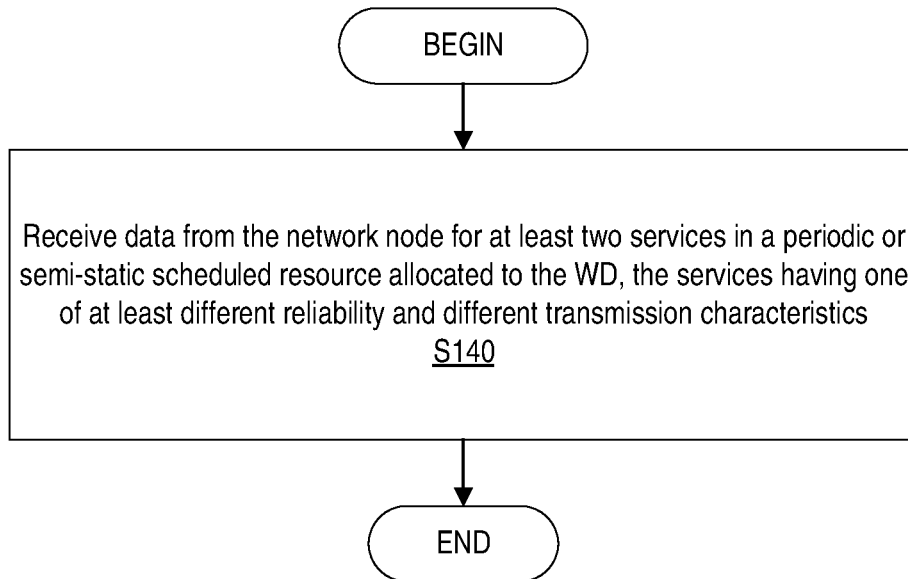 BEGIN
Receive data from the network node for at least two services in a periodic or
semi-static scheduled resource allocated to the WD, the services having one
of at least different reliability and different transmission characteristics
S140
END